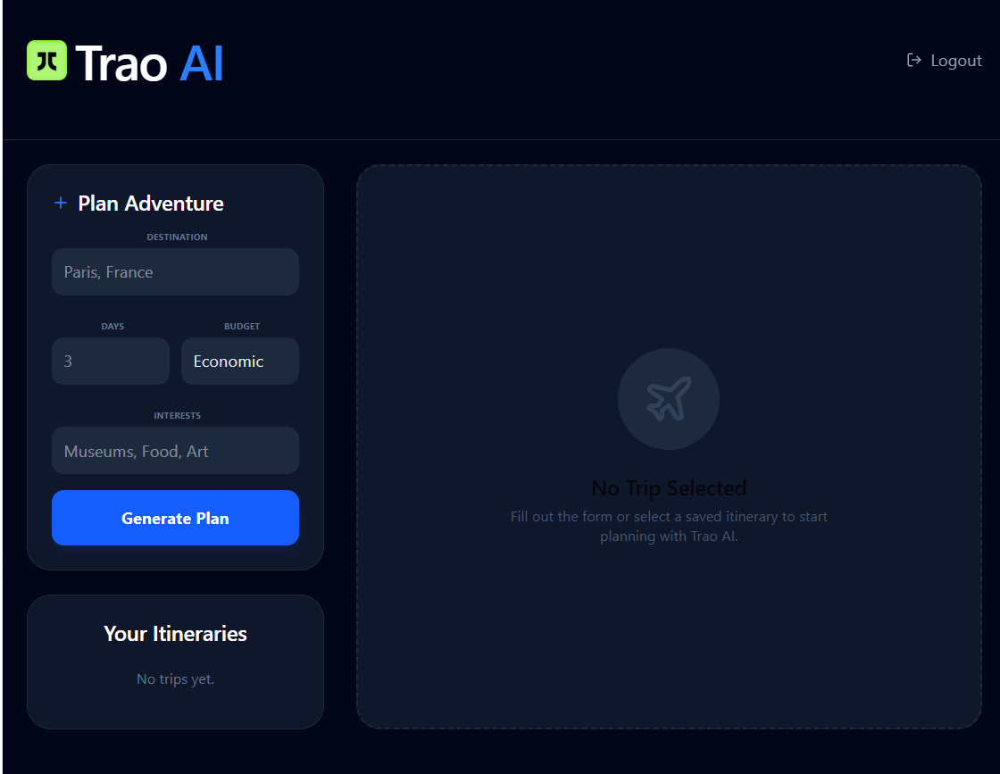 Trao AI
Logout
Plan Adventure
DESTINATION
Paris, France
DAYS
BUDGET
3
Economic
INTERESTS
Museums, Food, Art
Generate Plan
Your Itineraries
No trips yet.
No Trip Selected
Fill out the form or select a saved itinerary to start
planning with Trao AI.